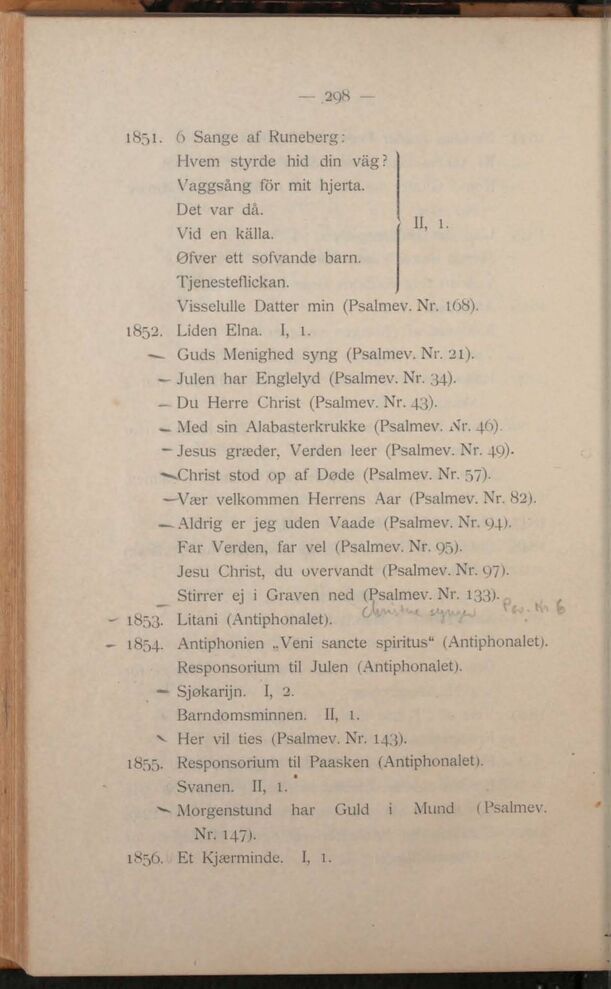 — 298 —
1851. 6 Sange af Runeberg:
Hvem styrde hid din väg?
Vaggsång för mit hjerta.
Det var då.
Vid en källa.
Øfver ett sofvande barn.
Tjenesteflickan.
II, 1.
Visselulle Datter min (Psalmev. Nr. 168).
1852. Liden Elna. I, 1.
Guds Menighed syng (Psalmev. Nr. 21).
Julen har Englelyd (Psalmev. Nr. 34).
Du Herre Christ (Psalmev. Nr. 43).
Med sin Alabasterkrukke (Psalmev. Nr. 46).
Jesus græder, Verden leer (Psalmev. Nr. 49).
Christ stod op af Døde (Psalmev. Nr. 57).
Vær velkommen Herrens Aar (Psalmev. Nr. 82).
Aldrig er jeg uden Vaade (Psalmev. Nr. 94).
Far Verden, far vel (Psalmev. Nr. 95).
Jesu Christ, du overvandt (Psalmev. Nr. 97).
Stirrer ej i Graven ned (Psalmev. Nr. 133).
Nr 6
1853. Litani (Antiphonalet).
1854. Antiphonien „Veni sancte spiritus“ (Antiphonalet).
Responsorium til Julen (Antiphonalet).
Sjøkarijn. I, 2.
Barndomsminnen. II, 1.
Her vil ties (Psalmev. Nr. 143).
1855. Responsorium til Paasken (Antiphonalet).
Svanen. II, 1.
Morgenstund har Guld i Mund (Psalmev.
Nr. 147).
1856. Et Kjærminde. I, 1.